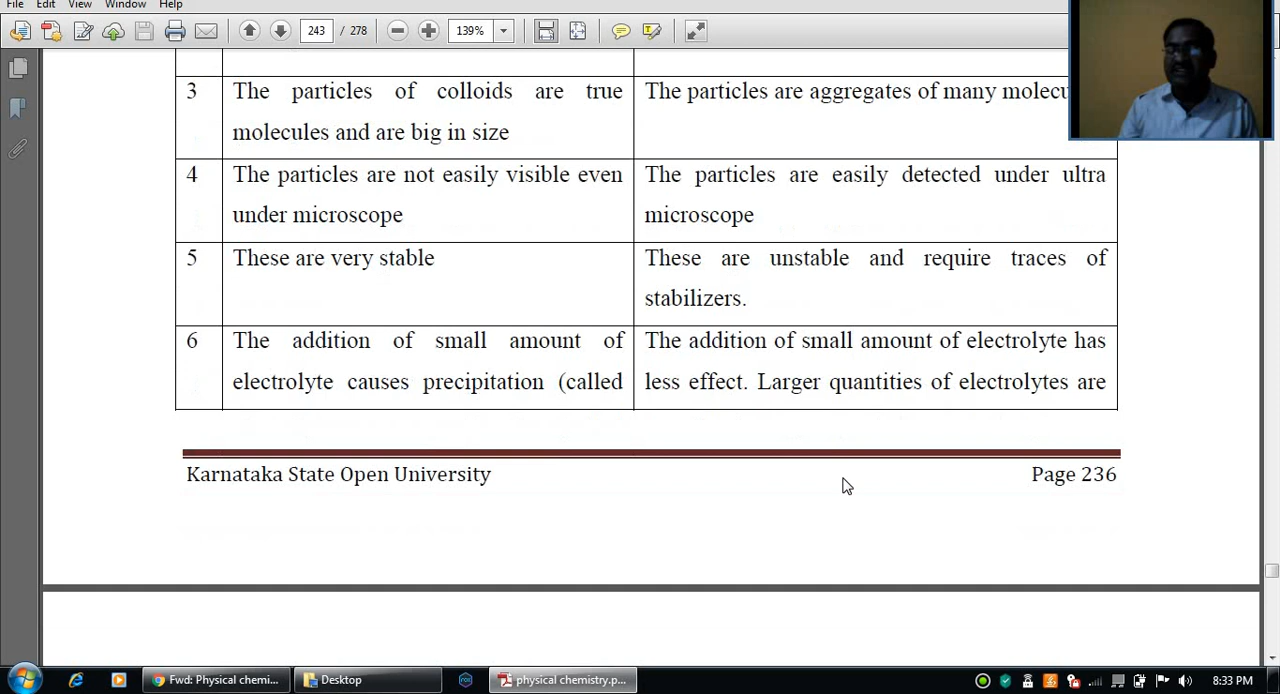 File Edit View Window Help
243 / 278 139%
3 The particles of colloids are true The particles are aggregates of many
molecules and are big in size
4 The particles are not easily visible even The particles are easily detected under ultra
under microscope microscope
5 These are very stable These are unstable and require traces of
stabilizers.
6 The addition of small amount of The addition of small amount of electrolyte has
electrolyte causes precipitation (called less effect. Larger quantities of electrolytes are
Karnataka State Open University Page 236
Fwd: Physical chemi... Desktop physical chemistry.p... 8:33 PM